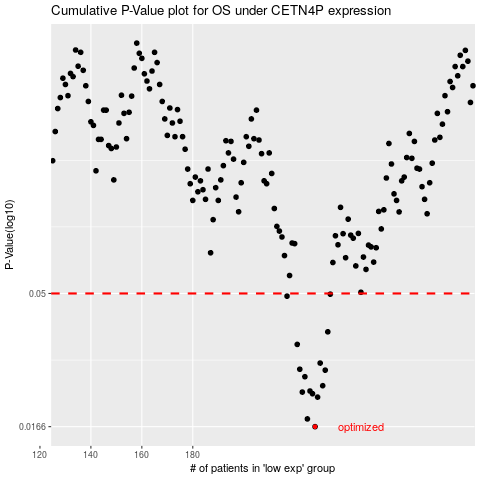 Cumulative P-Value plot for OS under CETN4P expression
P-Value(log10)
0.05
0.0166
optimized
120 140 160 180
# of patients in 'low exp' group